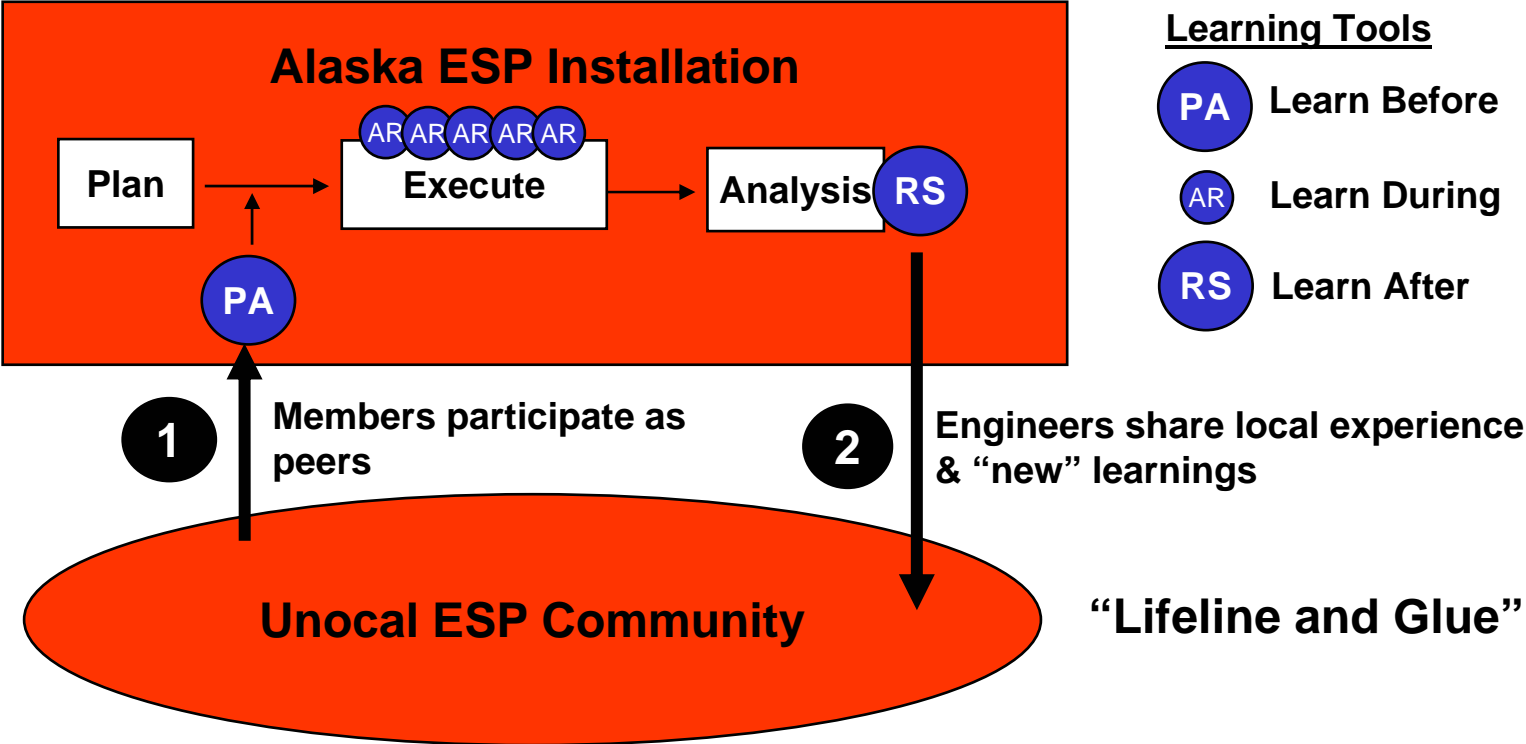 Alaska ESP Installation
AR AR AR AR AR
Plan
Execute
Analysis
RS
PA
Learning Tools
PA Learn Before
AR Learn During
RS Learn After
1
Members participate as
peers
2
Engineers share local experience
& “new” learnings
Unocal ESP Community
“Lifeline and Glue”